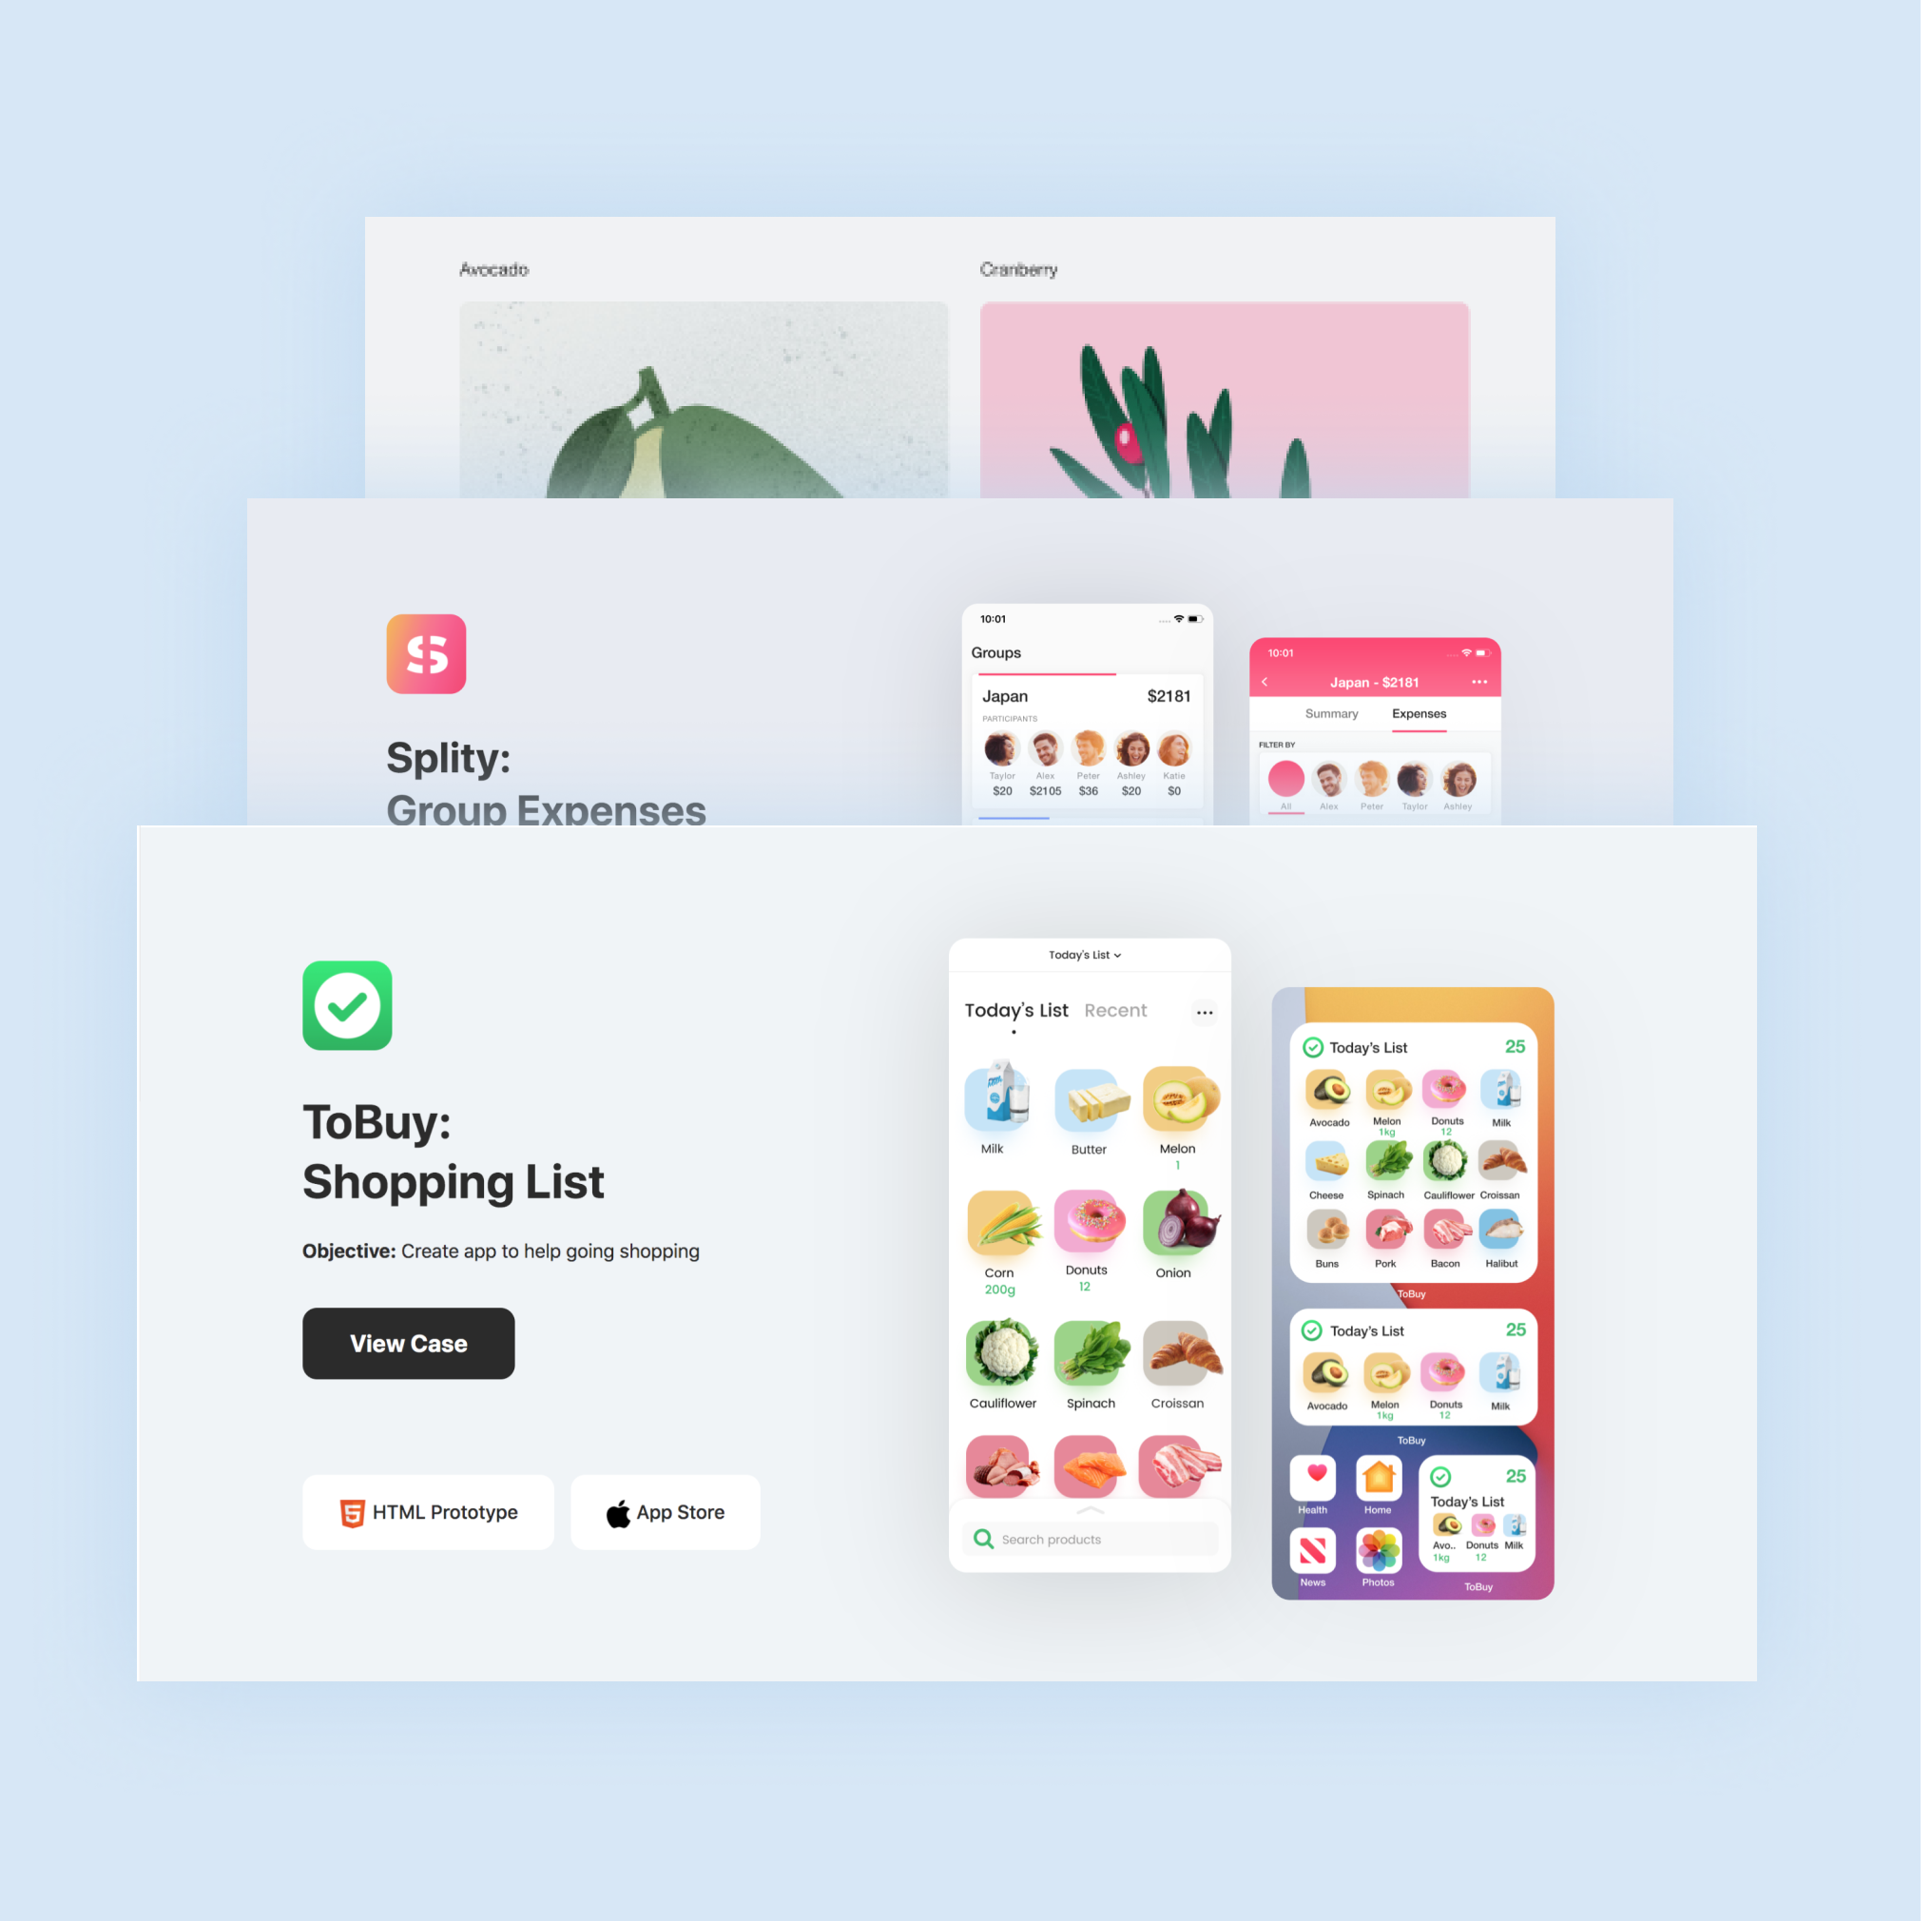 Avocado
Cranberry
Splity:
Group Expenses
10:01
Groups
Japan $2181
PARTICIPANTS
Taylor Alex Peter Ashley Katie
$20 $2105 $36 $20 $0
10:01
Japan - $2181
Summary Expenses
FILTER BY
All Alex Peter Taylor Ashley
ToBuy:
Shopping List
Objective: Create app to help going shopping
View Case
HTML Prototype
App Store
Today's List
Today's List Recent
Milk Butter Melon
1
Corn Donuts Onion
200g 12
Cauliflower Spinach Croissan
Search products
Today's List 25
Avocado Melon Donuts Milk
1kg 12
Cheese Spinach Cauliflower Croissan
Buns Pork Bacon Halibut
ToBuy
Today's List 25
Avocado Melon Donuts Milk
1kg 12
ToBuy
Health Home
News Photos
25
Today's List
Avo.. Donuts Milk
1kg 12
ToBuy